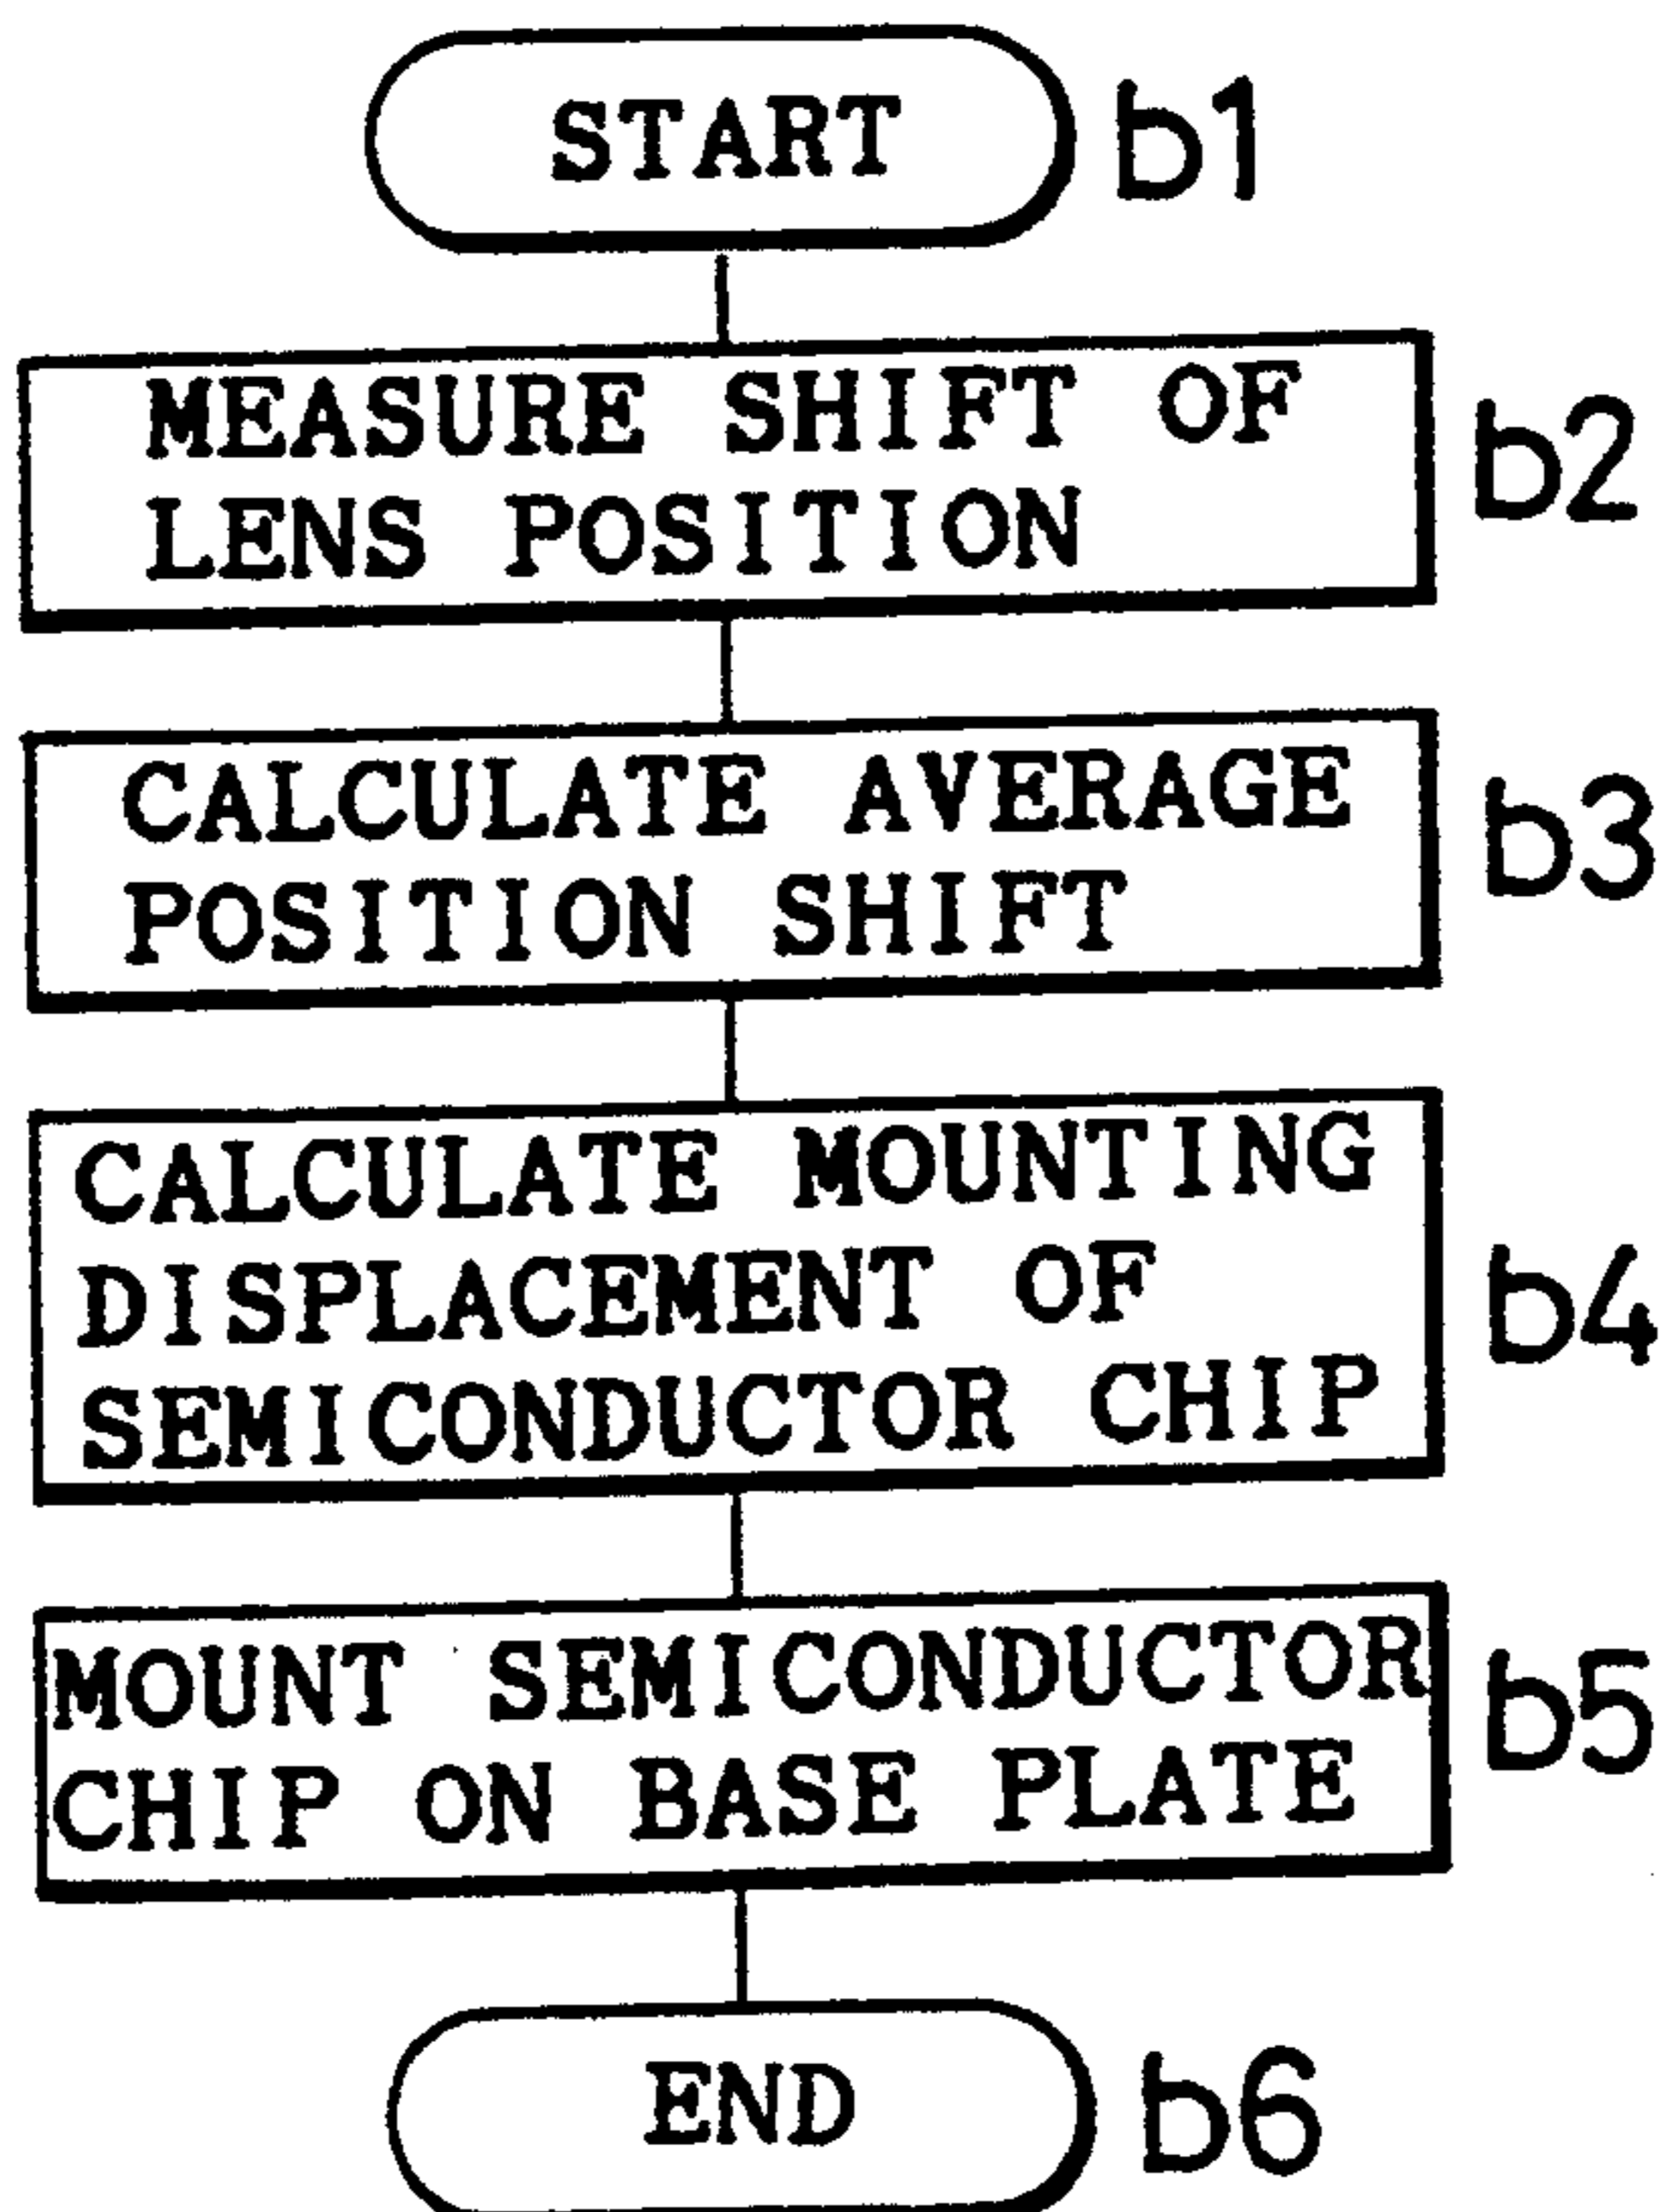 START b1
MEASURE SHIFT OF
LENS POSITION
b2
CALCULATE AVERAGE
POSITION SHIFT
b3
CALCULATE MOUNTING
DISPLACEMENT OF
SEMICONDUCTOR CHIP
b4
MOUNT SEMICONDUCTOR
CHIP ON BASE PLATE
b5
END b6